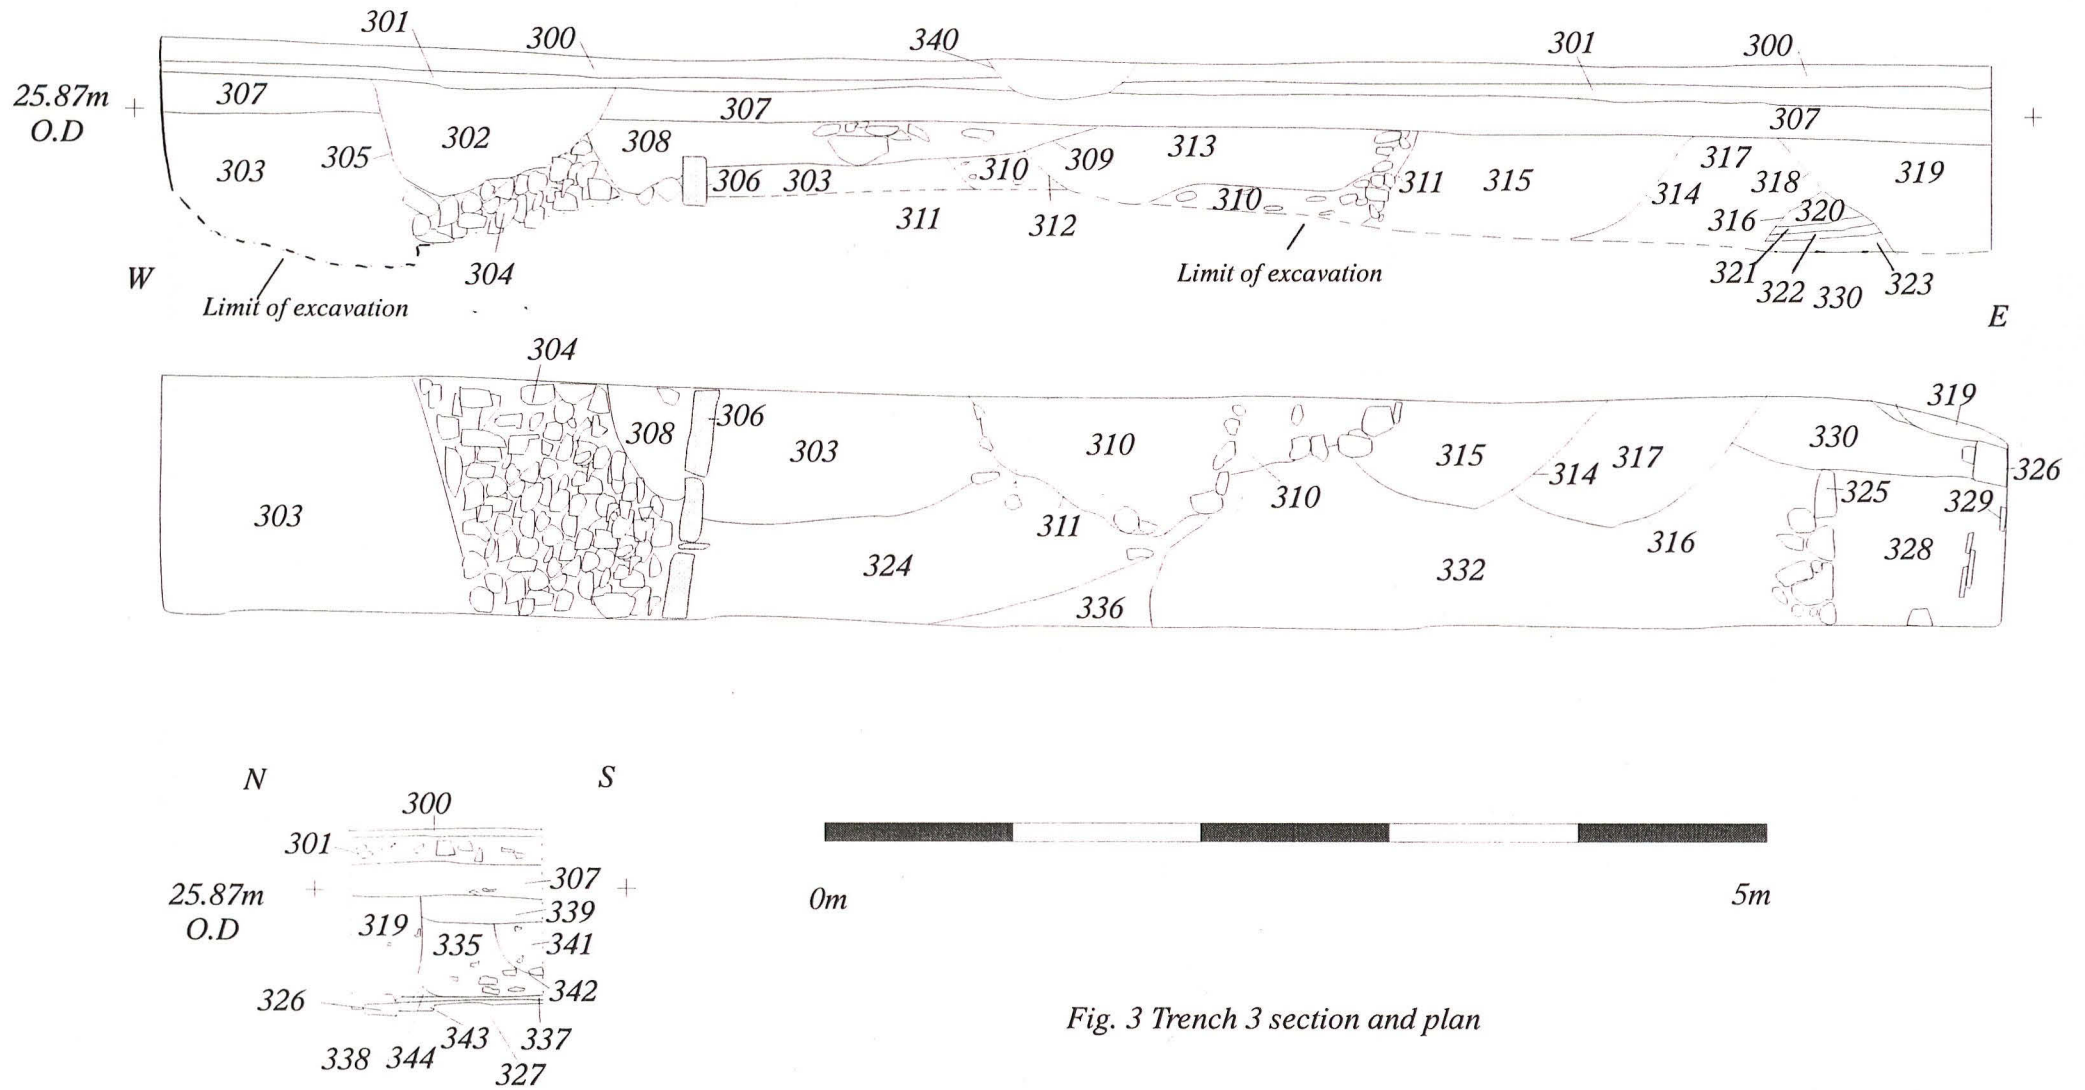 301 300 340 301 300
25.87m
O.D
307 307 307
305 302 308 309 313 317 319
303 306 303 310 311 315 318
310 314 316 320
311 312
304 321 322 330 323
W Limit of excavation Limit of excavation E
304
319
306 308 303 310 315 314 317 330 326
303 310 325 329
311 316 328
324 332
336
N S
300
301
25.87m
O.D
307
339
319 335 341
326 342
343 337
338 344 327
0m 5m
Fig. 3 Trench 3 section and plan